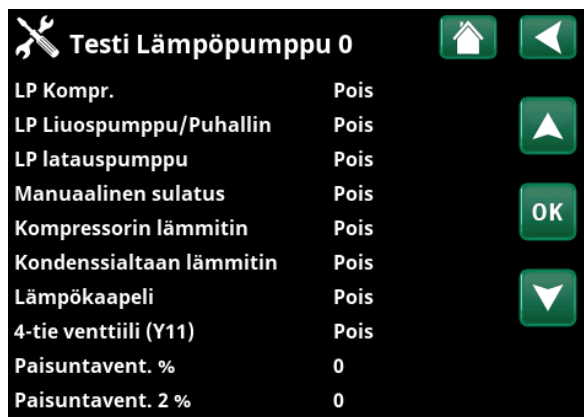 Testi Lämpöpumppu 0
LP Kompr. Pois
LP Liuospumppu/Puhallin Pois
LP latauspumppu Pois
Manuaalinen sulatus Pois
Kompressorin lämmitin Pois
OK
Kondenssialtaan lämmitin Pois
Lämpökaapeli Pois
4-tie venttiili (Y11) Pois
Paisuntavent. % 0
Paisuntavent. 2 % 0